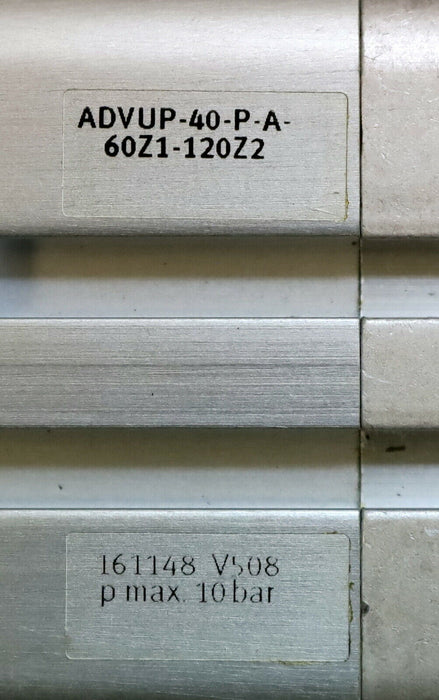 ADVUP-40-P-A-
60Z1-120Z2
161148 V508
p max. 10 bar